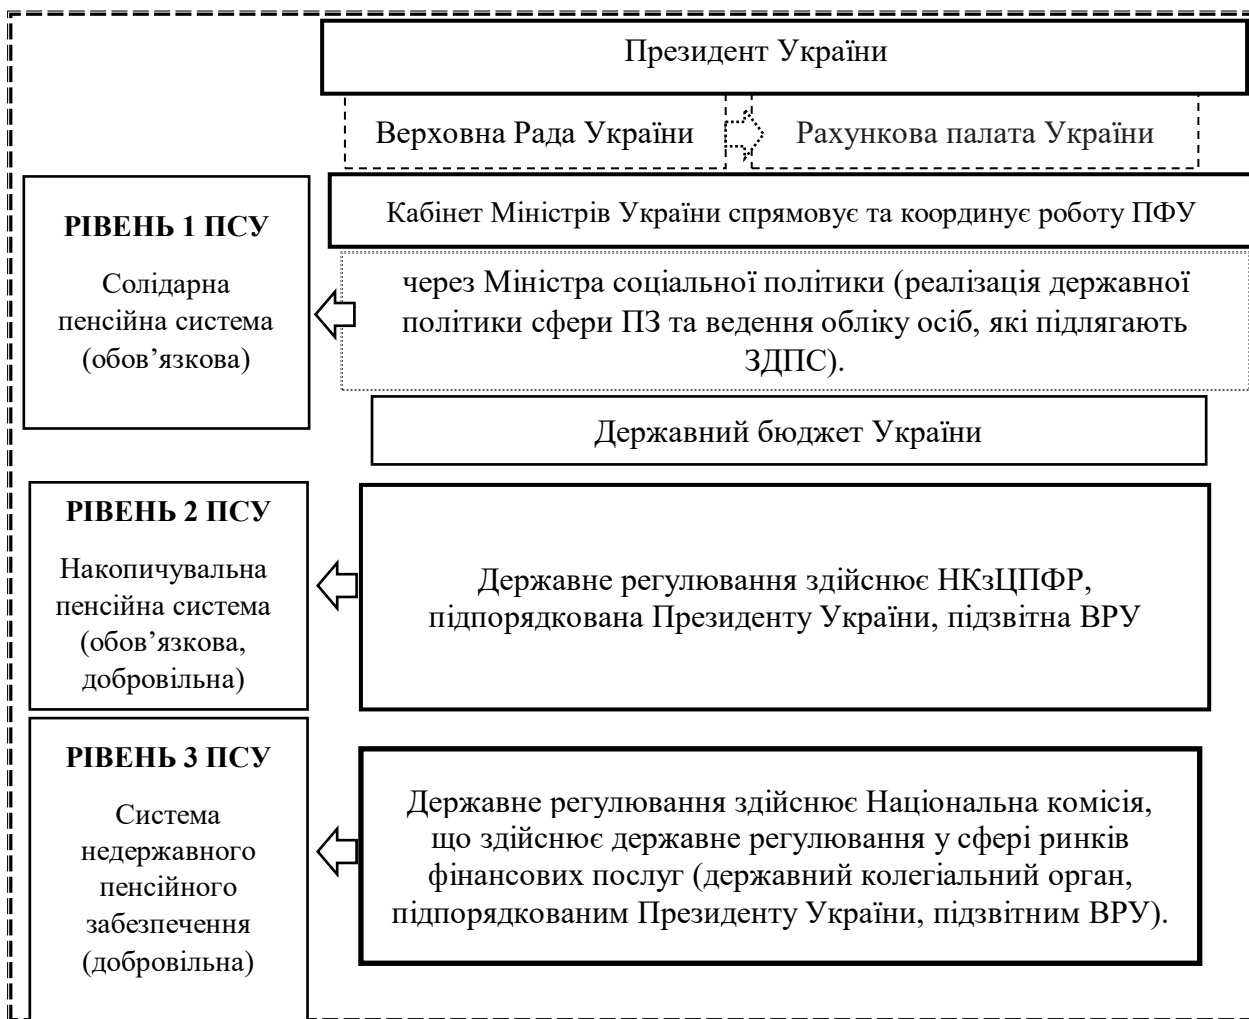 Президент України
Верховна Рада України
Рахункова палата України
РІВЕНЬ 1 ПСУ
Солідарна
пенсійна система
(обов’язкова)
Кабінет Міністрів України спрямовує та координує роботу ПФУ
через Міністра соціальної політики (реалізація державної
політики сфери ПЗ та ведення обліку осіб, які підлягають
ЗДПС).
Державний бюджет України
РІВЕНЬ 2 ПСУ
Накопичувальна
пенсійна система
(обов’язкова,
добровільна)
Державне регулювання здійснює НКзЦПФР,
підпорядкована Президенту України, підзвітна ВРУ
РІВЕНЬ 3 ПСУ
Система
недержавного
пенсійного
забезпечення
(добровільна)
Державне регулювання здійснює Національна комісія,
що здійснює державне регулювання у сфері ринків
фінансових послуг (державний колегіальний орган,
підпорядкованим Президенту України, підзвітним ВРУ).